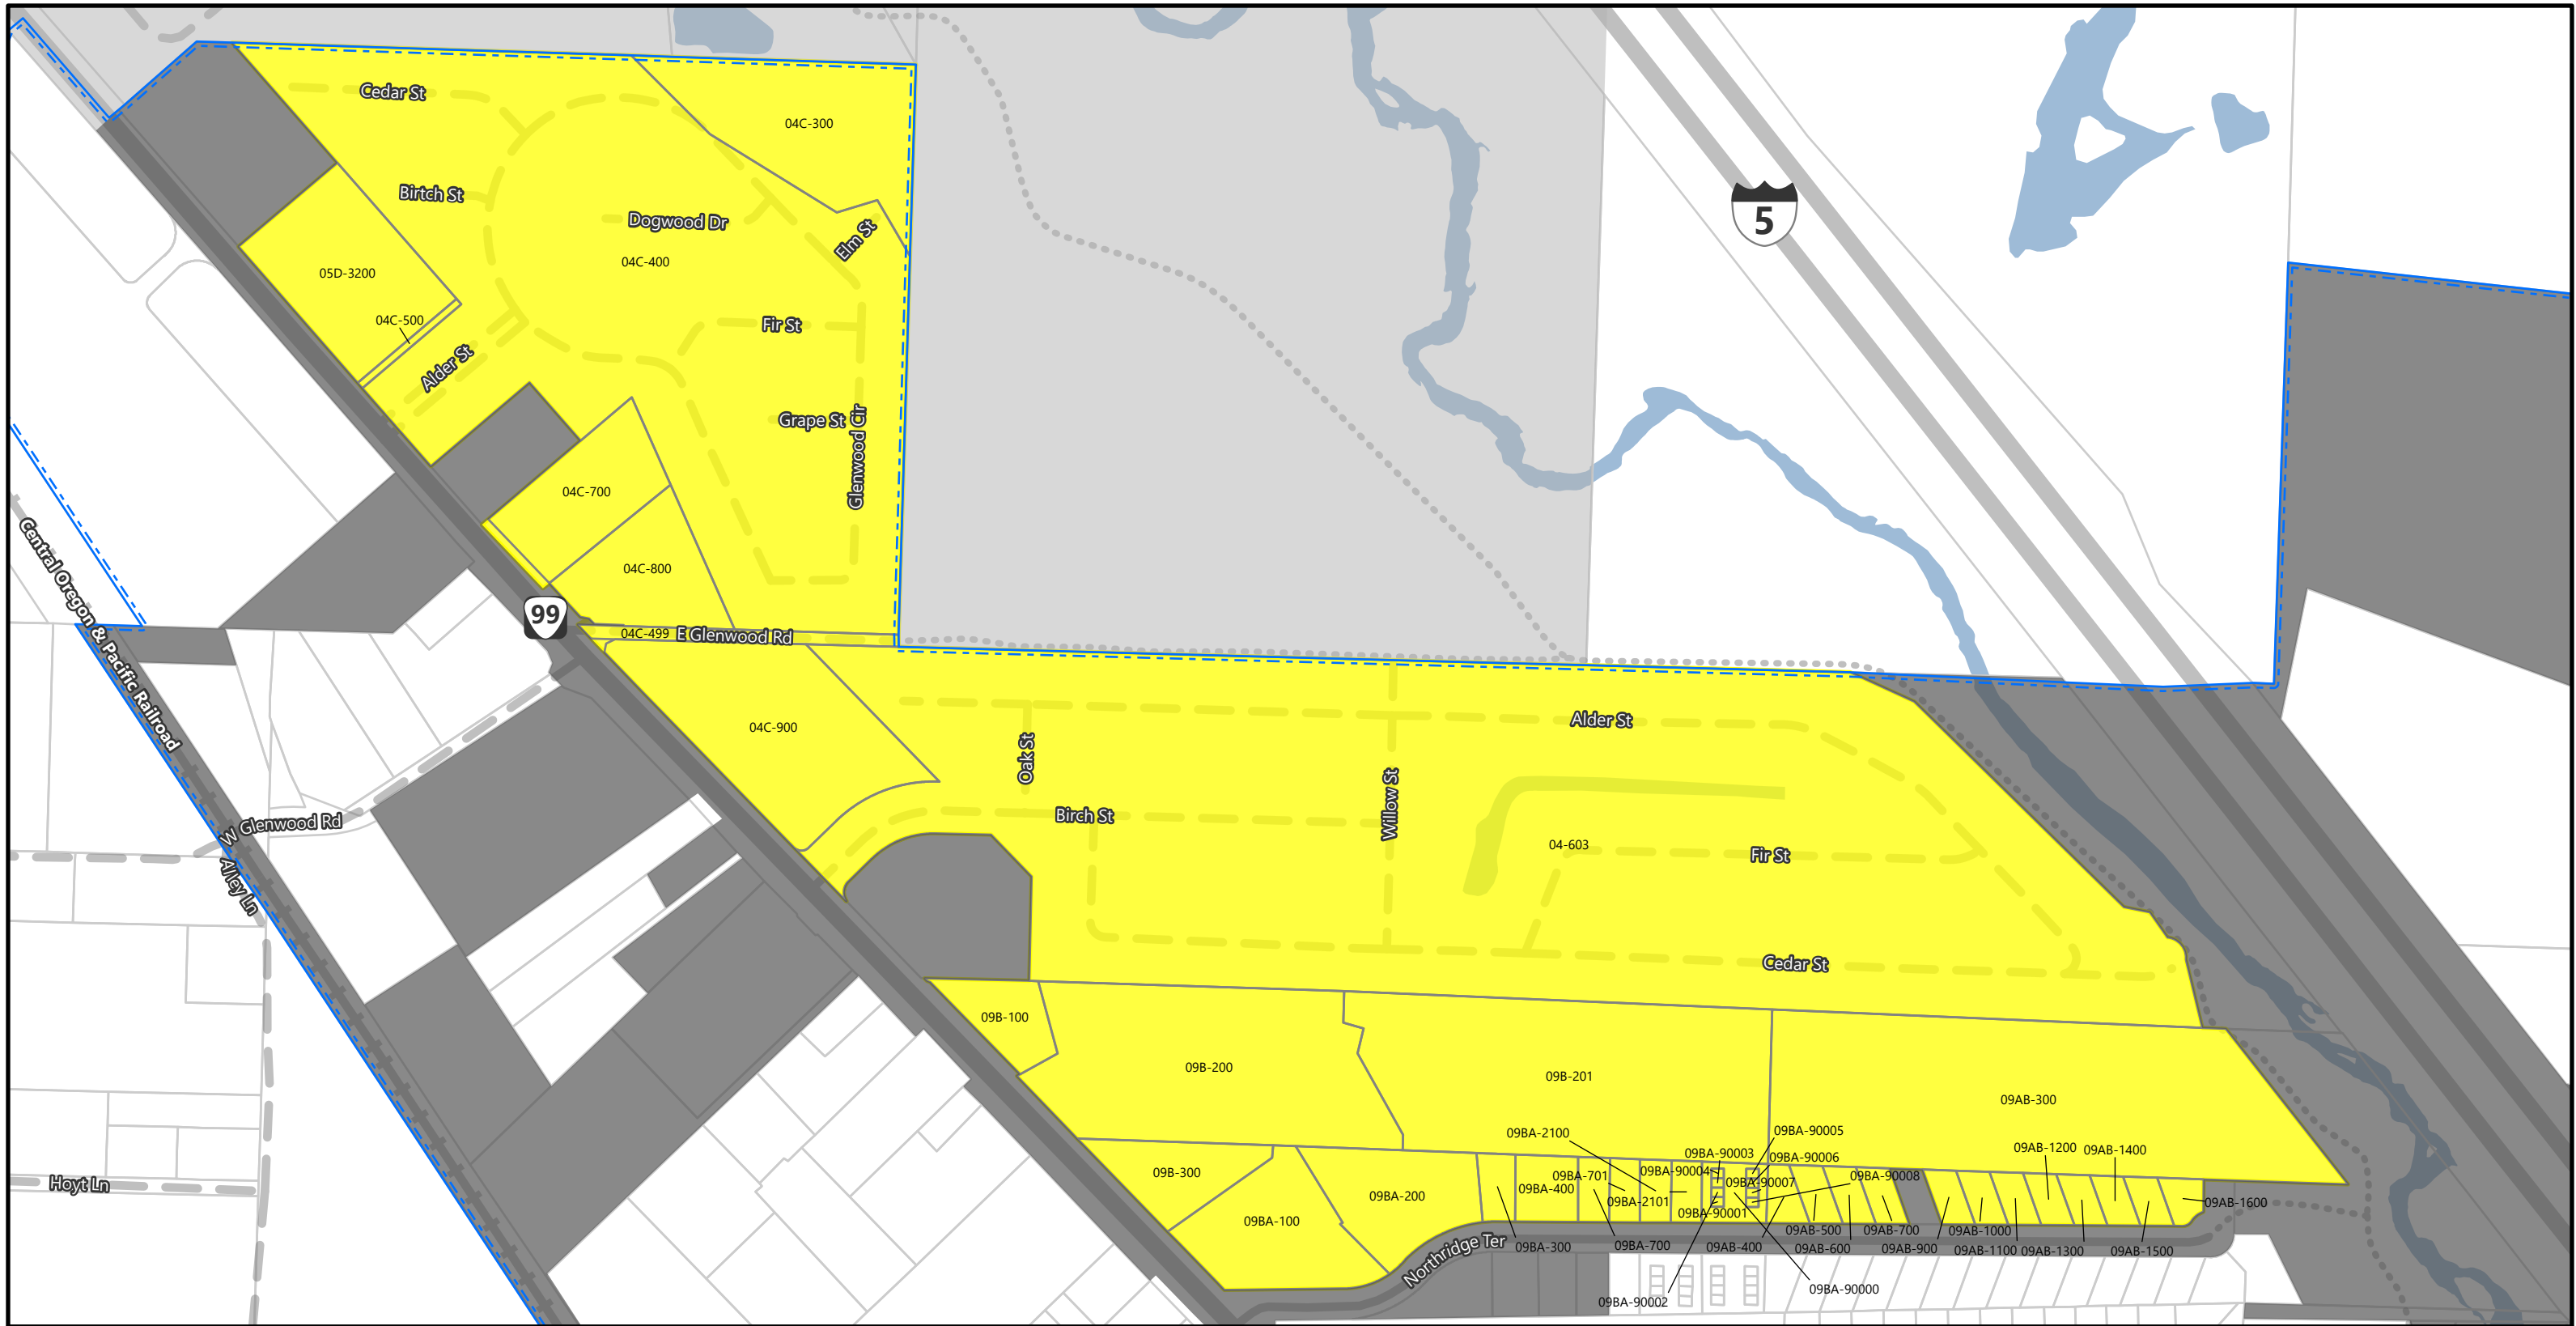 Cedar St
04C-300
5
Birtch St
Dogwood Dr
Elm St
04C-400
05D-3200
04C-500
Fir St
Alder St
Grape St
Glenwood Cir
04C-700
04C-800
Central Oregon & Pacific Railroad
99
04C-499
E Glenwood Rd
04C-900
Alder St
Oak St
Willow St
Birch St
W Glenwood Rd
04-603
Fir St
Alley Ln
Cedar St
09B-100
09B-200
09B-201
09AB-300
09BA-2100
09BA-90005
09BA-90003
09BA-90006
09AB-1200
09AB-1400
09B-300
09BA-701
09BA-90004
09BA-90007
09BA-90008
Hoyt Ln
09BA-200
09BA-400
09BA-2101
09BA-90001
09AB-1600
09BA-100
09AB-500
09AB-700
09AB-1000
Northridge Ter
09BA-300
09BA-700
09AB-400
09AB-600
09AB-900
09AB-1100
09AB-1300
09AB-1500
09BA-90000
09BA-90002